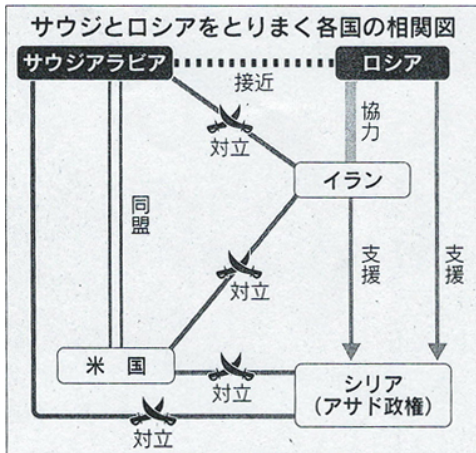 サウジとロシアをとりまく各国の相関図
サウジアラビア
ロシア
接近
協力
対立
イラン
同盟
対立
支援
支援
米国
対立
シリア
(アサド政権)
対立